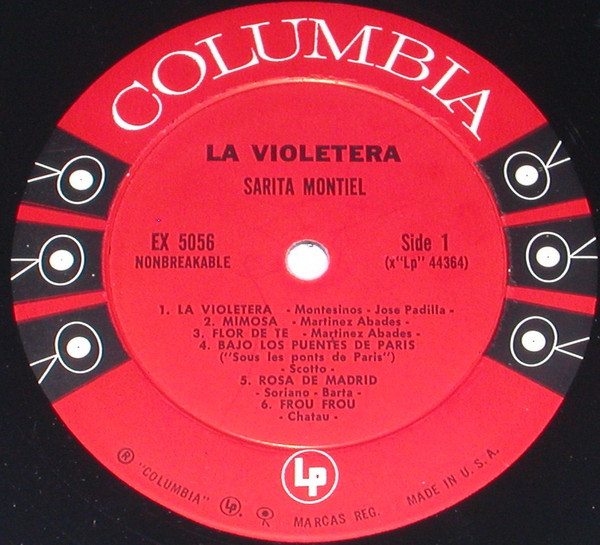 COLUMBIA
LA VIOLETERA
SARITA MONTIEL
EX 5056
NONBREAKABLE
Side 1
(x"Lp" 44364)
1. LA VIOLETERA - Montesinos - Jose Padilla -
2. MIMOSA - Martinez Abades -
3. FLOR DE TE - Martinez Abades -
4. BAJO LOS PUENTES DE PARIS
("Sous les ponts de Paris")
- Scotto -
5. ROSA DE MADRID
- Soriano - Barta -
6. FROU FROU
- Chatau -
Lp
® "COLUMBIA" Lp ® MARCAS REG. MADE IN U.S.A.